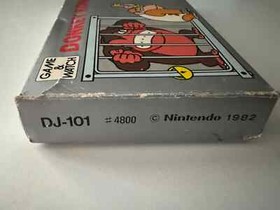 GAME &
WATCH
DONKEY
DJ-101 #4800 © Nintendo 1982